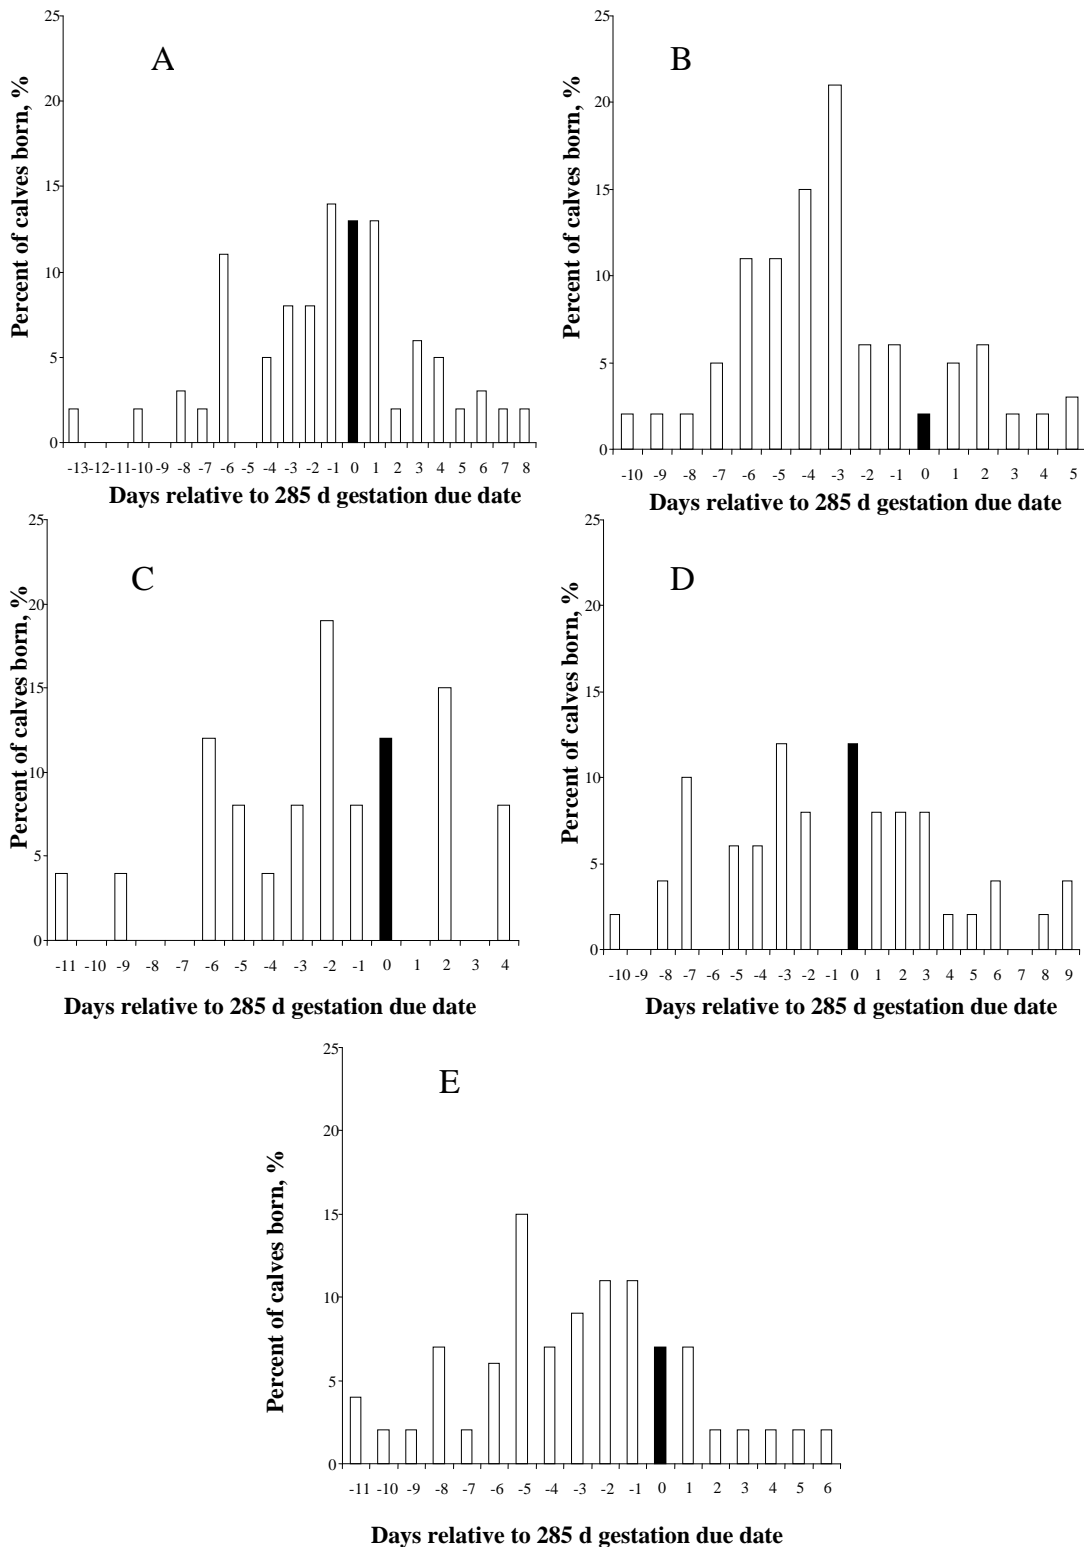 A
25
20
15
10
5
0
Percent of calves born, %
-13 -12 -11 -10 -9 -8 -7 -6 -5 -4 -3 -2 -1 0 1 2 3 4 5 6 7 8
Days relative to 285 d gestation due date
B
25
20
15
10
5
0
Percent of calves born, %
-10 -9 -8 -7 -6 -5 -4 -3 -2 -1 0 1 2 3 4 5
Days relative to 285 d gestation due date
C
25
20
15
10
5
0
Percent of calves born, %
-11 -10 -9 -8 -7 -6 -5 -4 -3 -2 -1 0 1 2 3 4
Days relative to 285 d gestation due date
D
25
20
15
10
5
0
Percent of calves born, %
-10 -9 -8 -7 -6 -5 -4 -3 -2 -1 0 1 2 3 4 5 6 7 8 9
Days relative to 285 d gestation due date
E
25
20
15
10
5
0
Percent of calves born, %
-11 -10 -9 -8 -7 -6 -5 -4 -3 -2 -1 0 1 2 3 4 5 6
Days relative to 285 d gestation due date